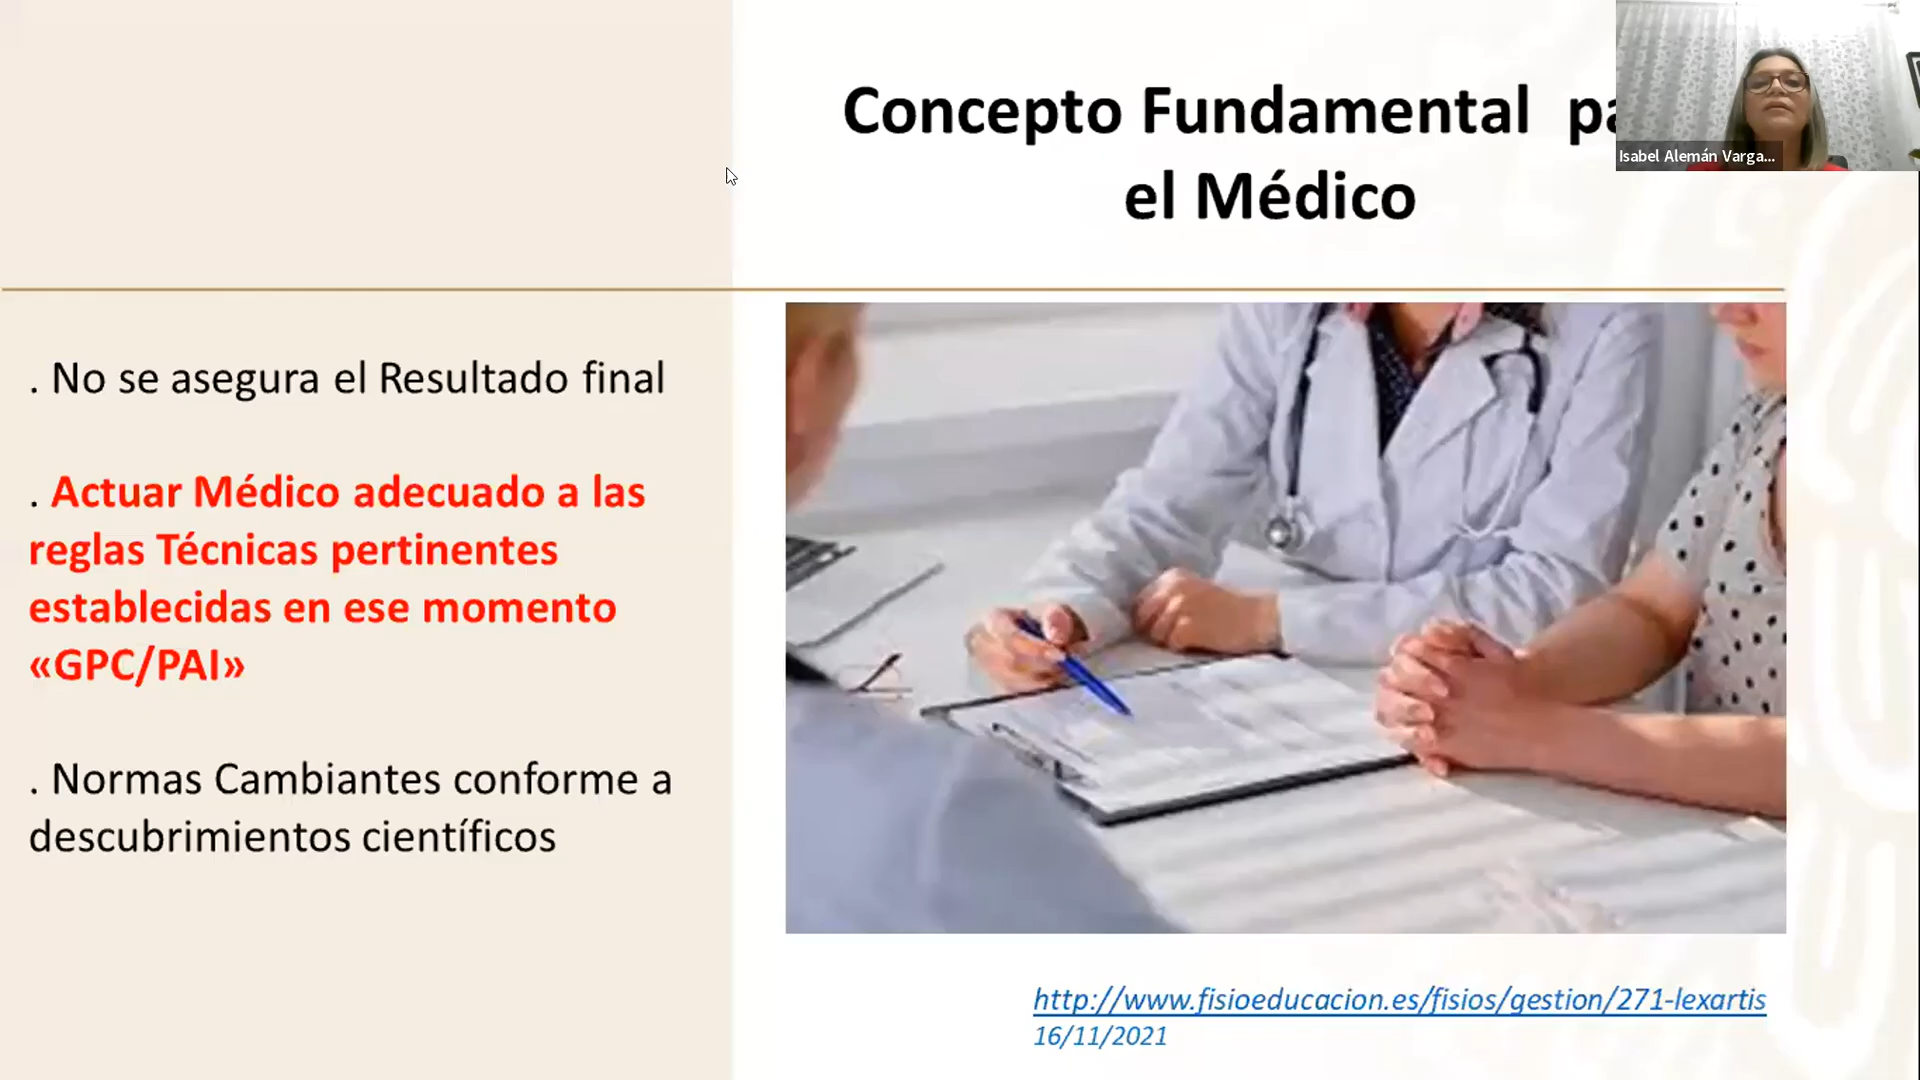 Concepto Fundamental
el Médico
Isabel Alemán Varga...
. No se asegura el Resultado final
. Actuar Médico adecuado a las
reglas Técnicas pertinentes
establecidas en ese momento
«GPC/PAI»
. Normas Cambiantes conforme a
descubrimientos científicos
http://www.fisioeducacion.es/fisios/gestion/271-lexartis
16/11/2021